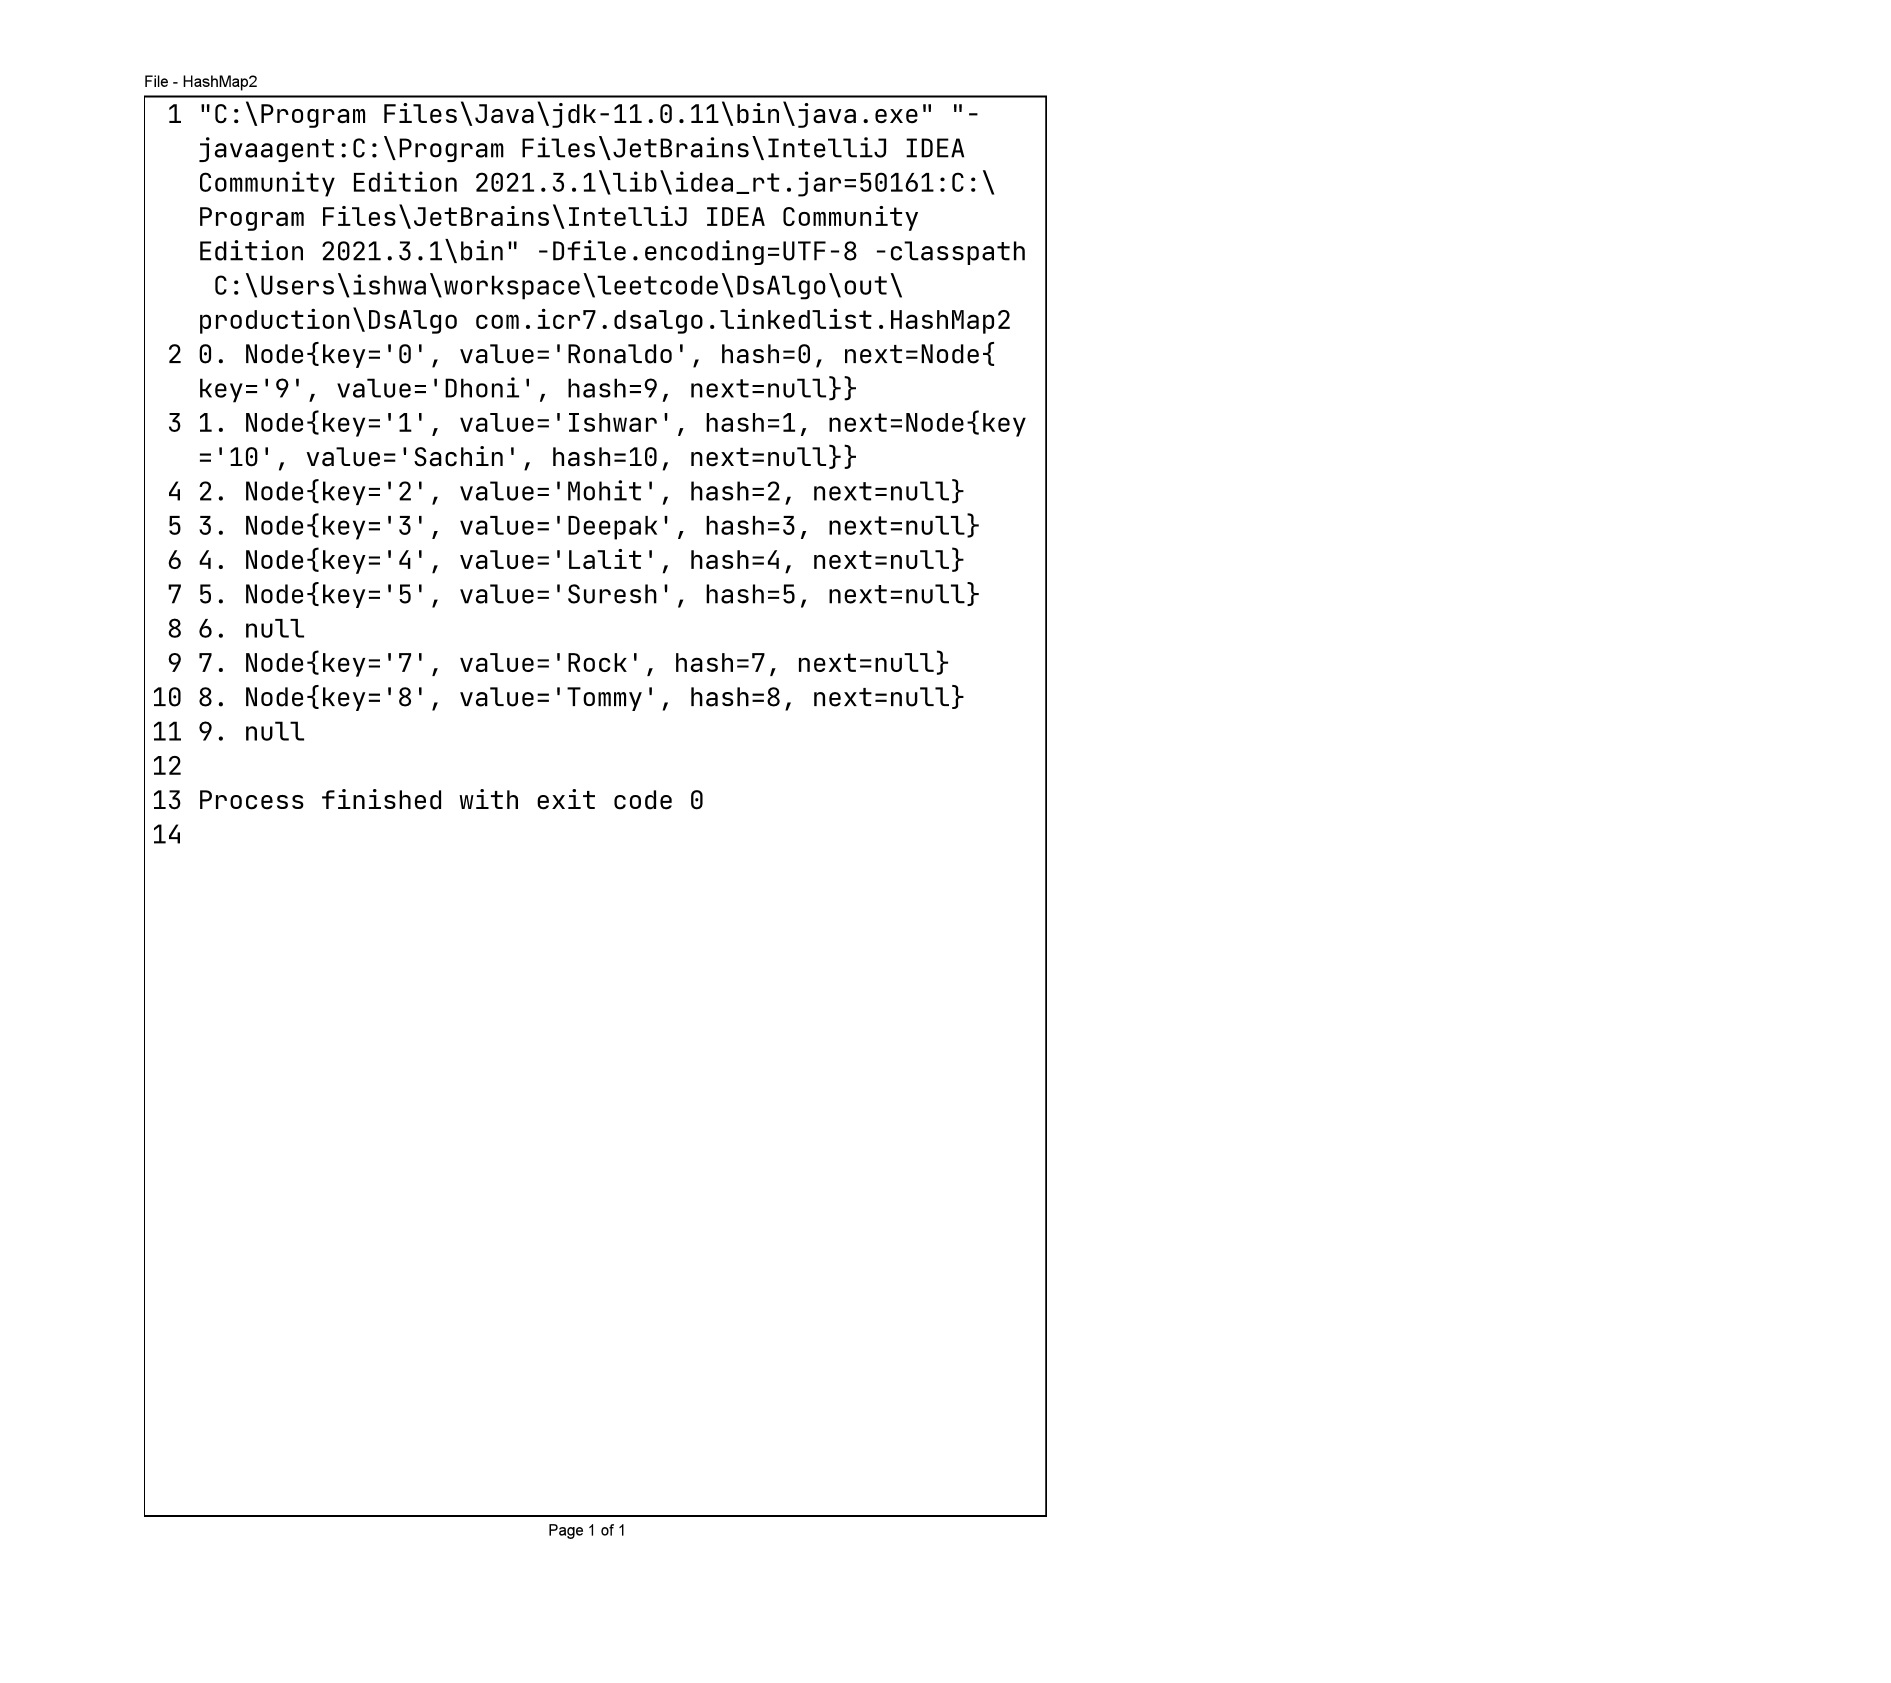 File - HashMap2
1 "C:\Program Files\Java\jdk-11.0.11\bin\java.exe" "-
javaagent:C:\Program Files\JetBrains\IntelliJ IDEA
Community Edition 2021.3.1\lib\idea_rt.jar=50161:C:\
Program Files\JetBrains\IntelliJ IDEA Community
Edition 2021.3.1\bin" -Dfile.encoding=UTF-8 -classpath
C:\Users\ishwa\workspace\leetcode\DsAlgo\out\
production\DsAlgo com.icr7.dsalgo.linkedlist.HashMap2
2 0. Node{key='0', value='Ronaldo', hash=0, next=Node{
key='9', value='Dhoni', hash=9, next=null}}
3 1. Node{key='1', value='Ishwar', hash=1, next=Node{key
='10', value='Sachin', hash=10, next=null}}
4 2. Node{key='2', value='Mohit', hash=2, next=null}
5 3. Node{key='3', value='Deepak', hash=3, next=null}
6 4. Node{key='4', value='Lalit', hash=4, next=null}
7 5. Node{key='5', value='Suresh', hash=5, next=null}
8 6. null
9 7. Node{key='7', value='Rock', hash=7, next=null}
10 8. Node{key='8', value='Tommy', hash=8, next=null}
11 9. null
12
13 Process finished with exit code 0
14
Page 1 of 1